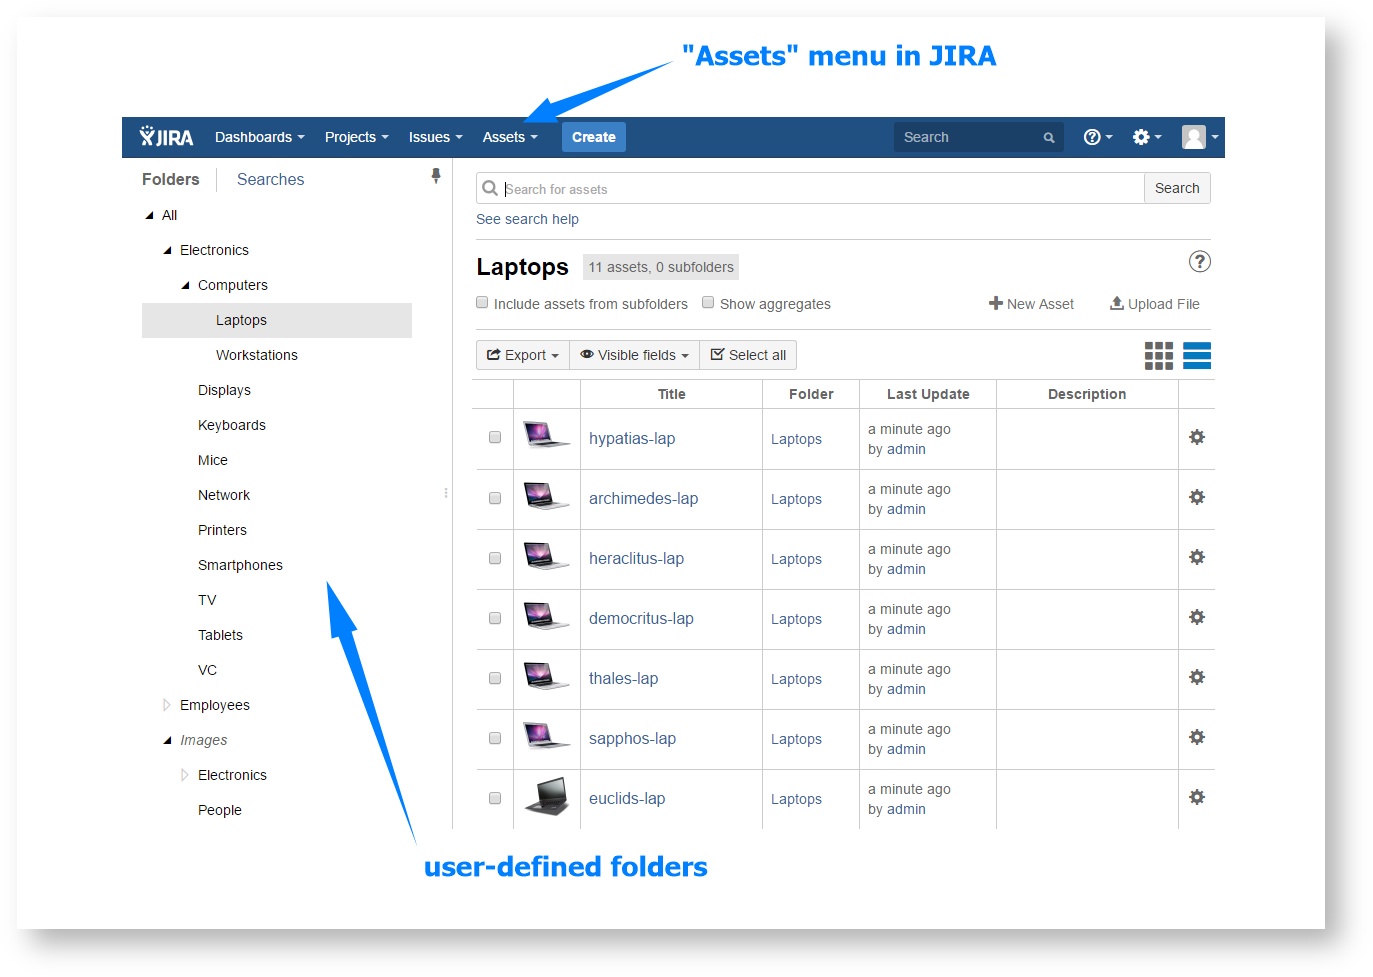 "Assets" menu in JIRA
JIRA Dashboards Projects Issues Assets Create Search
Folders Searches
All
Electronics
Computers
Laptops
Workstations
Displays
Keyboards
Mice
Network
Printers
Smartphones
TV
Tablets
VC
Employees
Images
Electronics
People
Search for assets Search
See search help
Laptops 11 assets, 0 subfolders
Include assets from subfolders Show aggregates New Asset Upload File
Export Visible fields Select all
Title Folder Last Update Description
hypatias-lap Laptops a minute ago
by admin
archimedes-lap Laptops a minute ago
by admin
heraclitus-lap Laptops a minute ago
by admin
democritus-lap Laptops a minute ago
by admin
thales-lap Laptops a minute ago
by admin
sapphos-lap Laptops a minute ago
by admin
euclids-lap Laptops a minute ago
by admin
user-defined folders